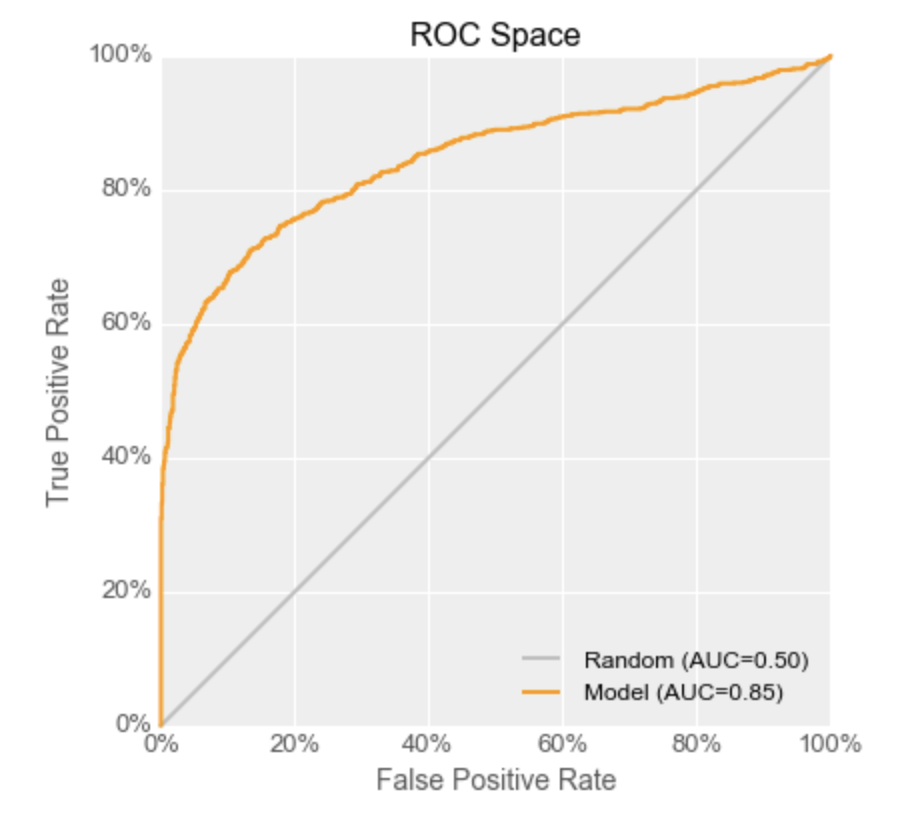 ROC Space
100%
80%
60%
40%
20%
0%
True Positive Rate
Random (AUC=0.50)
Model (AUC=0.85)
0% 20% 40% 60% 80% 100%
False Positive Rate